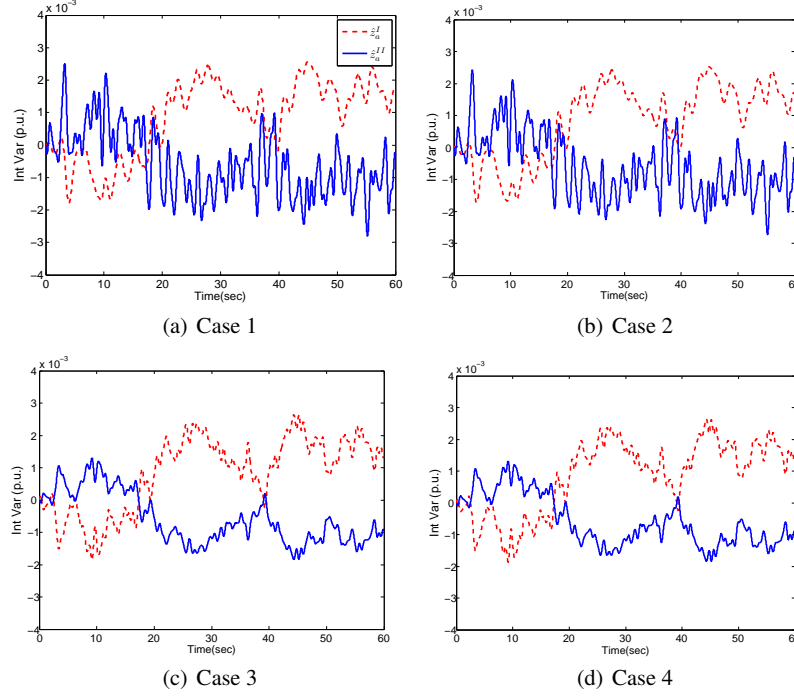 x 10⁻³
4
3
2
1
0
−1
−2
−3
−4
Int Var (p.u.)
0 10 20 30 40 50 60
Time(sec)
ẑₐᴵ
ẑₐᴵᴵ
(a) Case 1
x 10⁻³
4
3
2
1
0
−1
−2
−3
−4
Int Var (p.u.)
0 10 20 30 40 50 60
Time(sec)
(b) Case 2
x 10⁻³
4
3
2
1
0
−1
−2
−3
−4
Int Var (p.u.)
0 10 20 30 40 50 60
Time(sec)
(c) Case 3
x 10⁻³
4
3
2
1
0
−1
−2
−3
−4
Int Var (p.u.)
0 10 20 30 40 50 60
Time(sec)
(d) Case 4